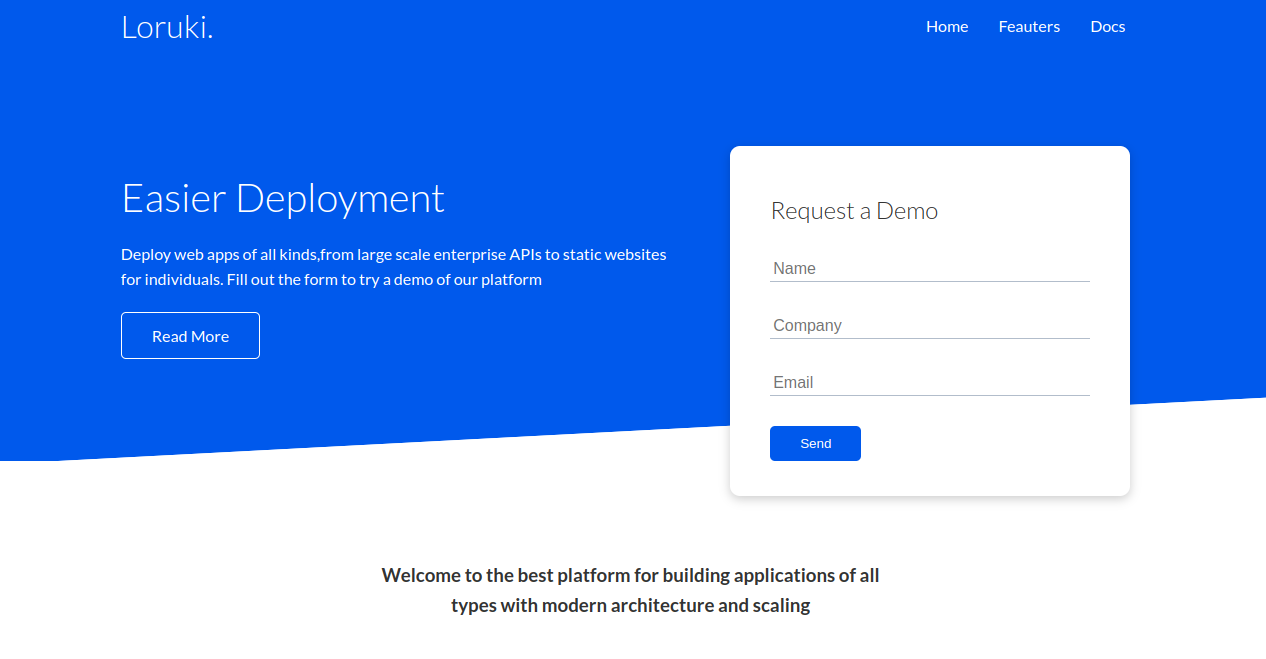 Loruki.
Home Feauters Docs
Easier Deployment
Deploy web apps of all kinds,from large scale enterprise APIs to static websites
for individuals. Fill out the form to try a demo of our platform
Read More
Request a Demo
Name
Company
Email
Send
Welcome to the best platform for building applications of all
types with modern architecture and scaling